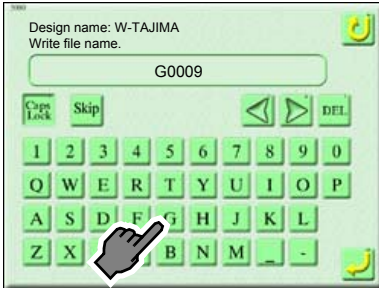 Design name: W-TAJIMA
Write file name.
G0009
Caps Lock Skip DEL
1 2 3 4 5 6 7 8 9 0
Q W E R T Y U I O P
A S D F G H J K L
Z X B N M _ -